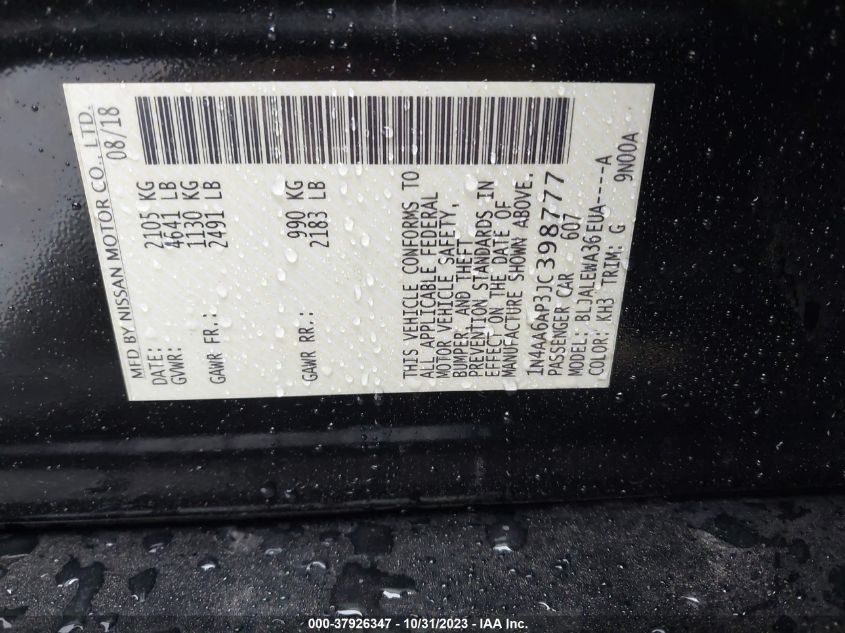 MFD BY NISSAN MOTOR CO., LTD.
DATE: 08/18
GVWR: 2105 KG
4641 LB
GAWR FR.: 1130 KG
2491 LB
GAWR RR.: 990 KG
2183 LB
THIS VEHICLE CONFORMS TO
ALL APPLICABLE FEDERAL
MOTOR VEHICLE SAFETY,
BUMPER, AND THEFT
PREVENTION STANDARDS IN
EFFECT ON THE DATE OF
MANUFACTURE SHOWN ABOVE.
1N4AA6AP3JC398777
PASSENGER CAR 607
MODEL: BLJALEWA36EUA-----A
COLOR: KH3 TRIM: G 9N00A
000-37926347 - 10/31/2023 - IAA Inc.